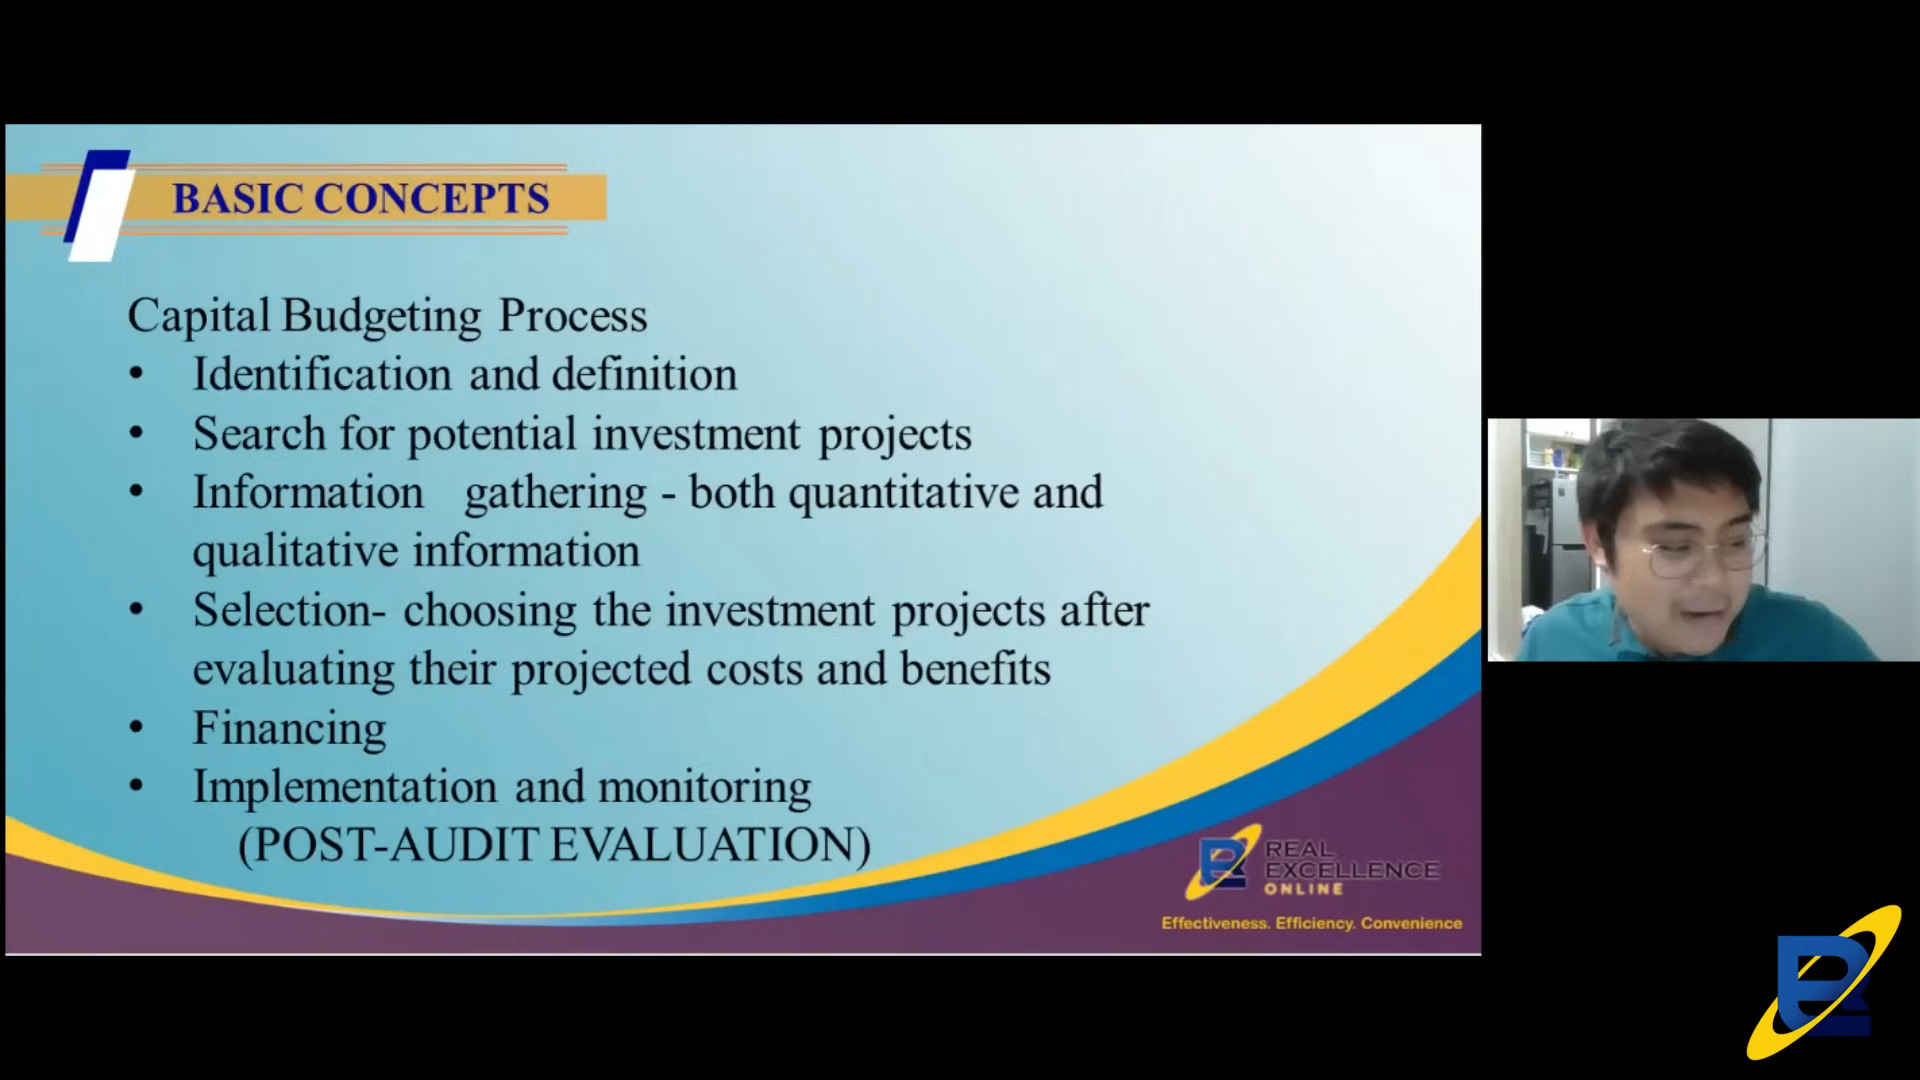 BASIC CONCEPTS
Capital Budgeting Process
• Identification and definition
• Search for potential investment projects
• Information gathering - both quantitative and
qualitative information
• Selection- choosing the investment projects after
evaluating their projected costs and benefits
• Financing
• Implementation and monitoring
(POST-AUDIT EVALUATION)
REAL
EXCELLENCE
ONLINE
Effectiveness. Efficiency. Convenience